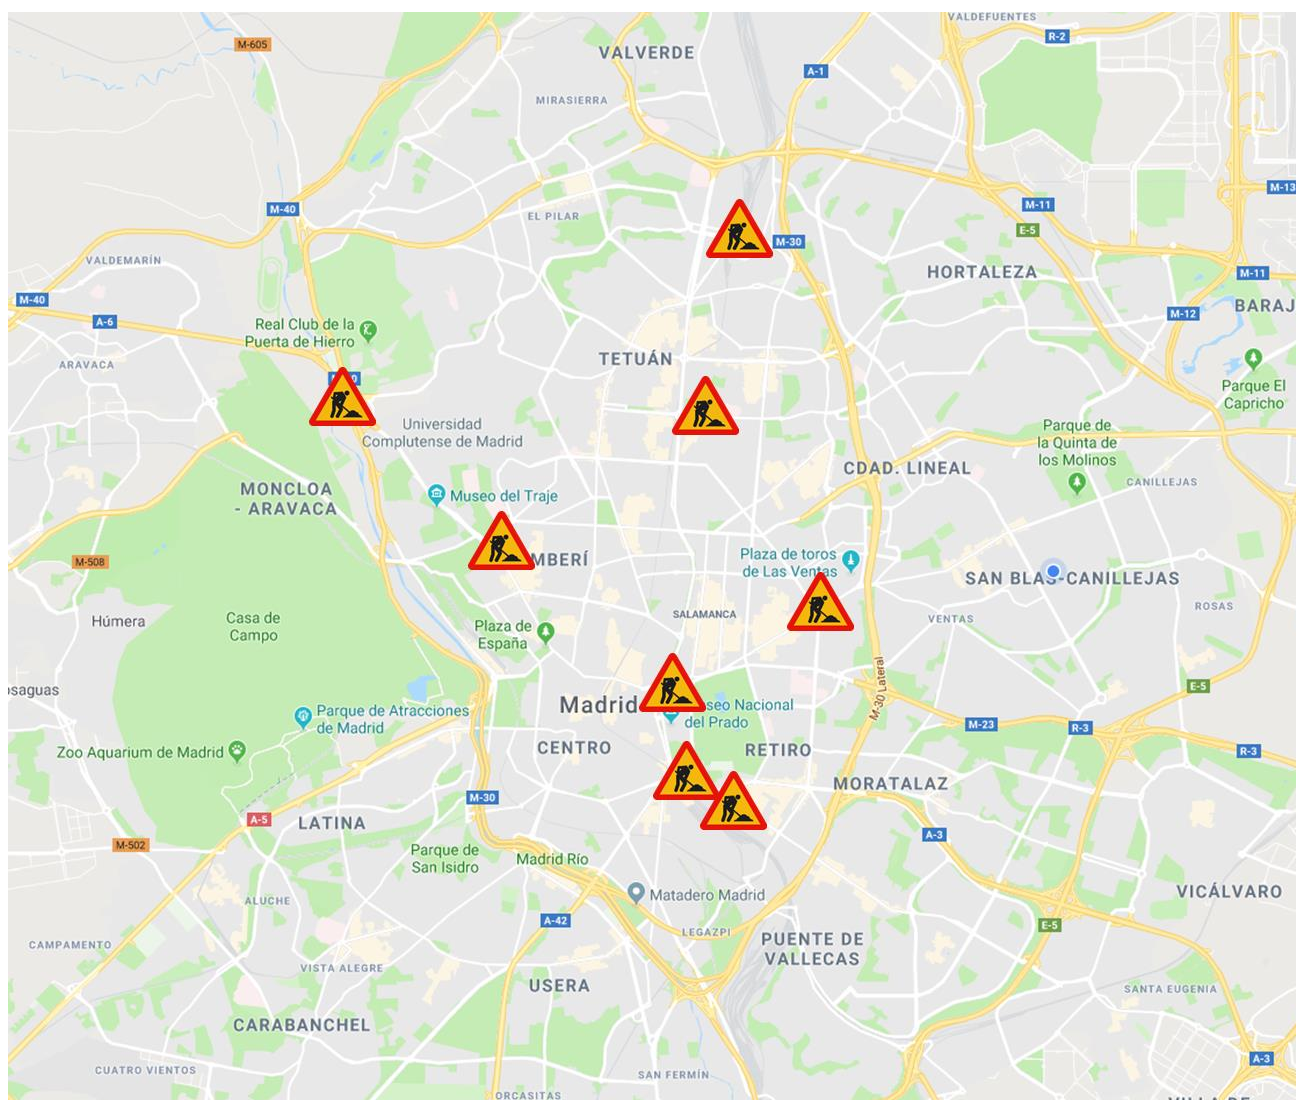 VALDEFUENTES
M-605
R-2
VALVERDE
A-1
MIRASIERRA
M-13
M-40
M-11
EL PILAR
E-5
M-30
VALDEMARÍN
HORTALEZA
M-11
M-40
BARAJ
A-6
M-12
Real Club de la
Puerta de Hierro
TETUÁN
ARAVACA
Parque El
Capricho
Universidad
Complutense de Madrid
Parque de
la Quinta de
los Molinos
CDAD. LINEAL
CANILLEJAS
MONCLOA
- ARAVACA
Museo del Traje
M-508
MBERÍ
Plaza de toros
de Las Ventas
SAN BLAS-CANILLEJAS
ROSAS
Húmera
Casa de
Campo
SALAMANCA
VENTAS
Plaza de
España
osaguas
M-30 Lateral
E-5
Madrid
seo Nacional
del Prado
Parque de Atracciones
de Madrid
M-23
R-3
Zoo Aquarium de Madrid
CENTRO
RETIRO
R-3
MORATALAZ
M-30
A-5
LATINA
A-3
M-502
Parque de
San Isidro
Madrid Río
Matadero Madrid
VICÁLVARO
ALUCHE
A-42
E-5
LEGAZPI
CAMPAMENTO
PUENTE DE
VALLECAS
VISTA ALEGRE
USERA
SANTA EUGENIA
CARABANCHEL
A-3
CUATRO VIENTOS
SAN FERMÍN
ORCASITAS
VILLA DE